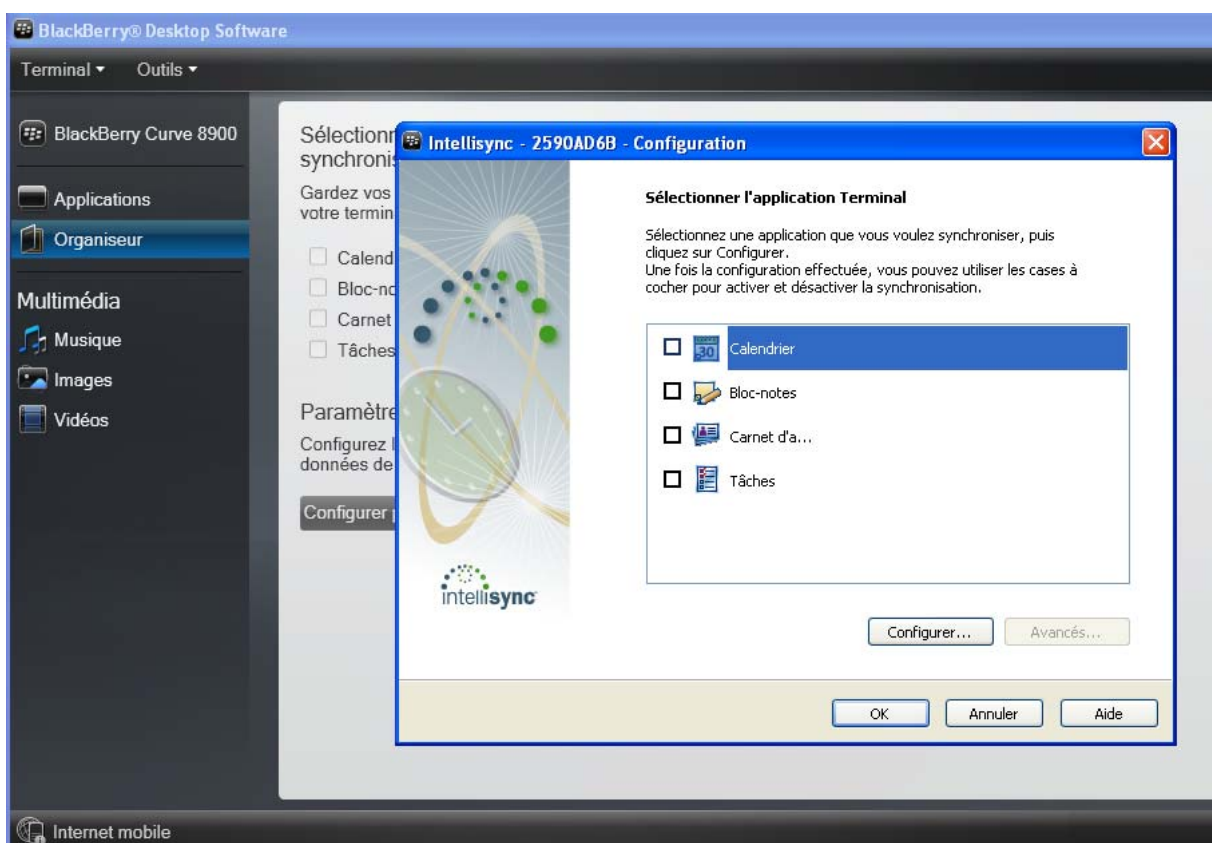 BlackBerry® Desktop Software
Terminal Outils
BlackBerry Curve 8900
Applications
Organiseur
Multimédia
Musique
Images
Vidéos
Internet mobile
Sélectionn
synchronis
Gardez vos
votre termin
Calend
Bloc-no
Carnet
Tâches
Paramètre
Configurez l
données de
Configurer p
Intellisync - 2590AD6B - Configuration
Sélectionner l'application Terminal
Sélectionnez une application que vous voulez synchroniser, puis
cliquez sur Configurer.
Une fois la configuration effectuée, vous pouvez utiliser les cases à
cocher pour activer et désactiver la synchronisation.
30 Calendrier
Bloc-notes
Carnet d'a...
Tâches
intellisync
Configurer... Avancés...
OK Annuler Aide